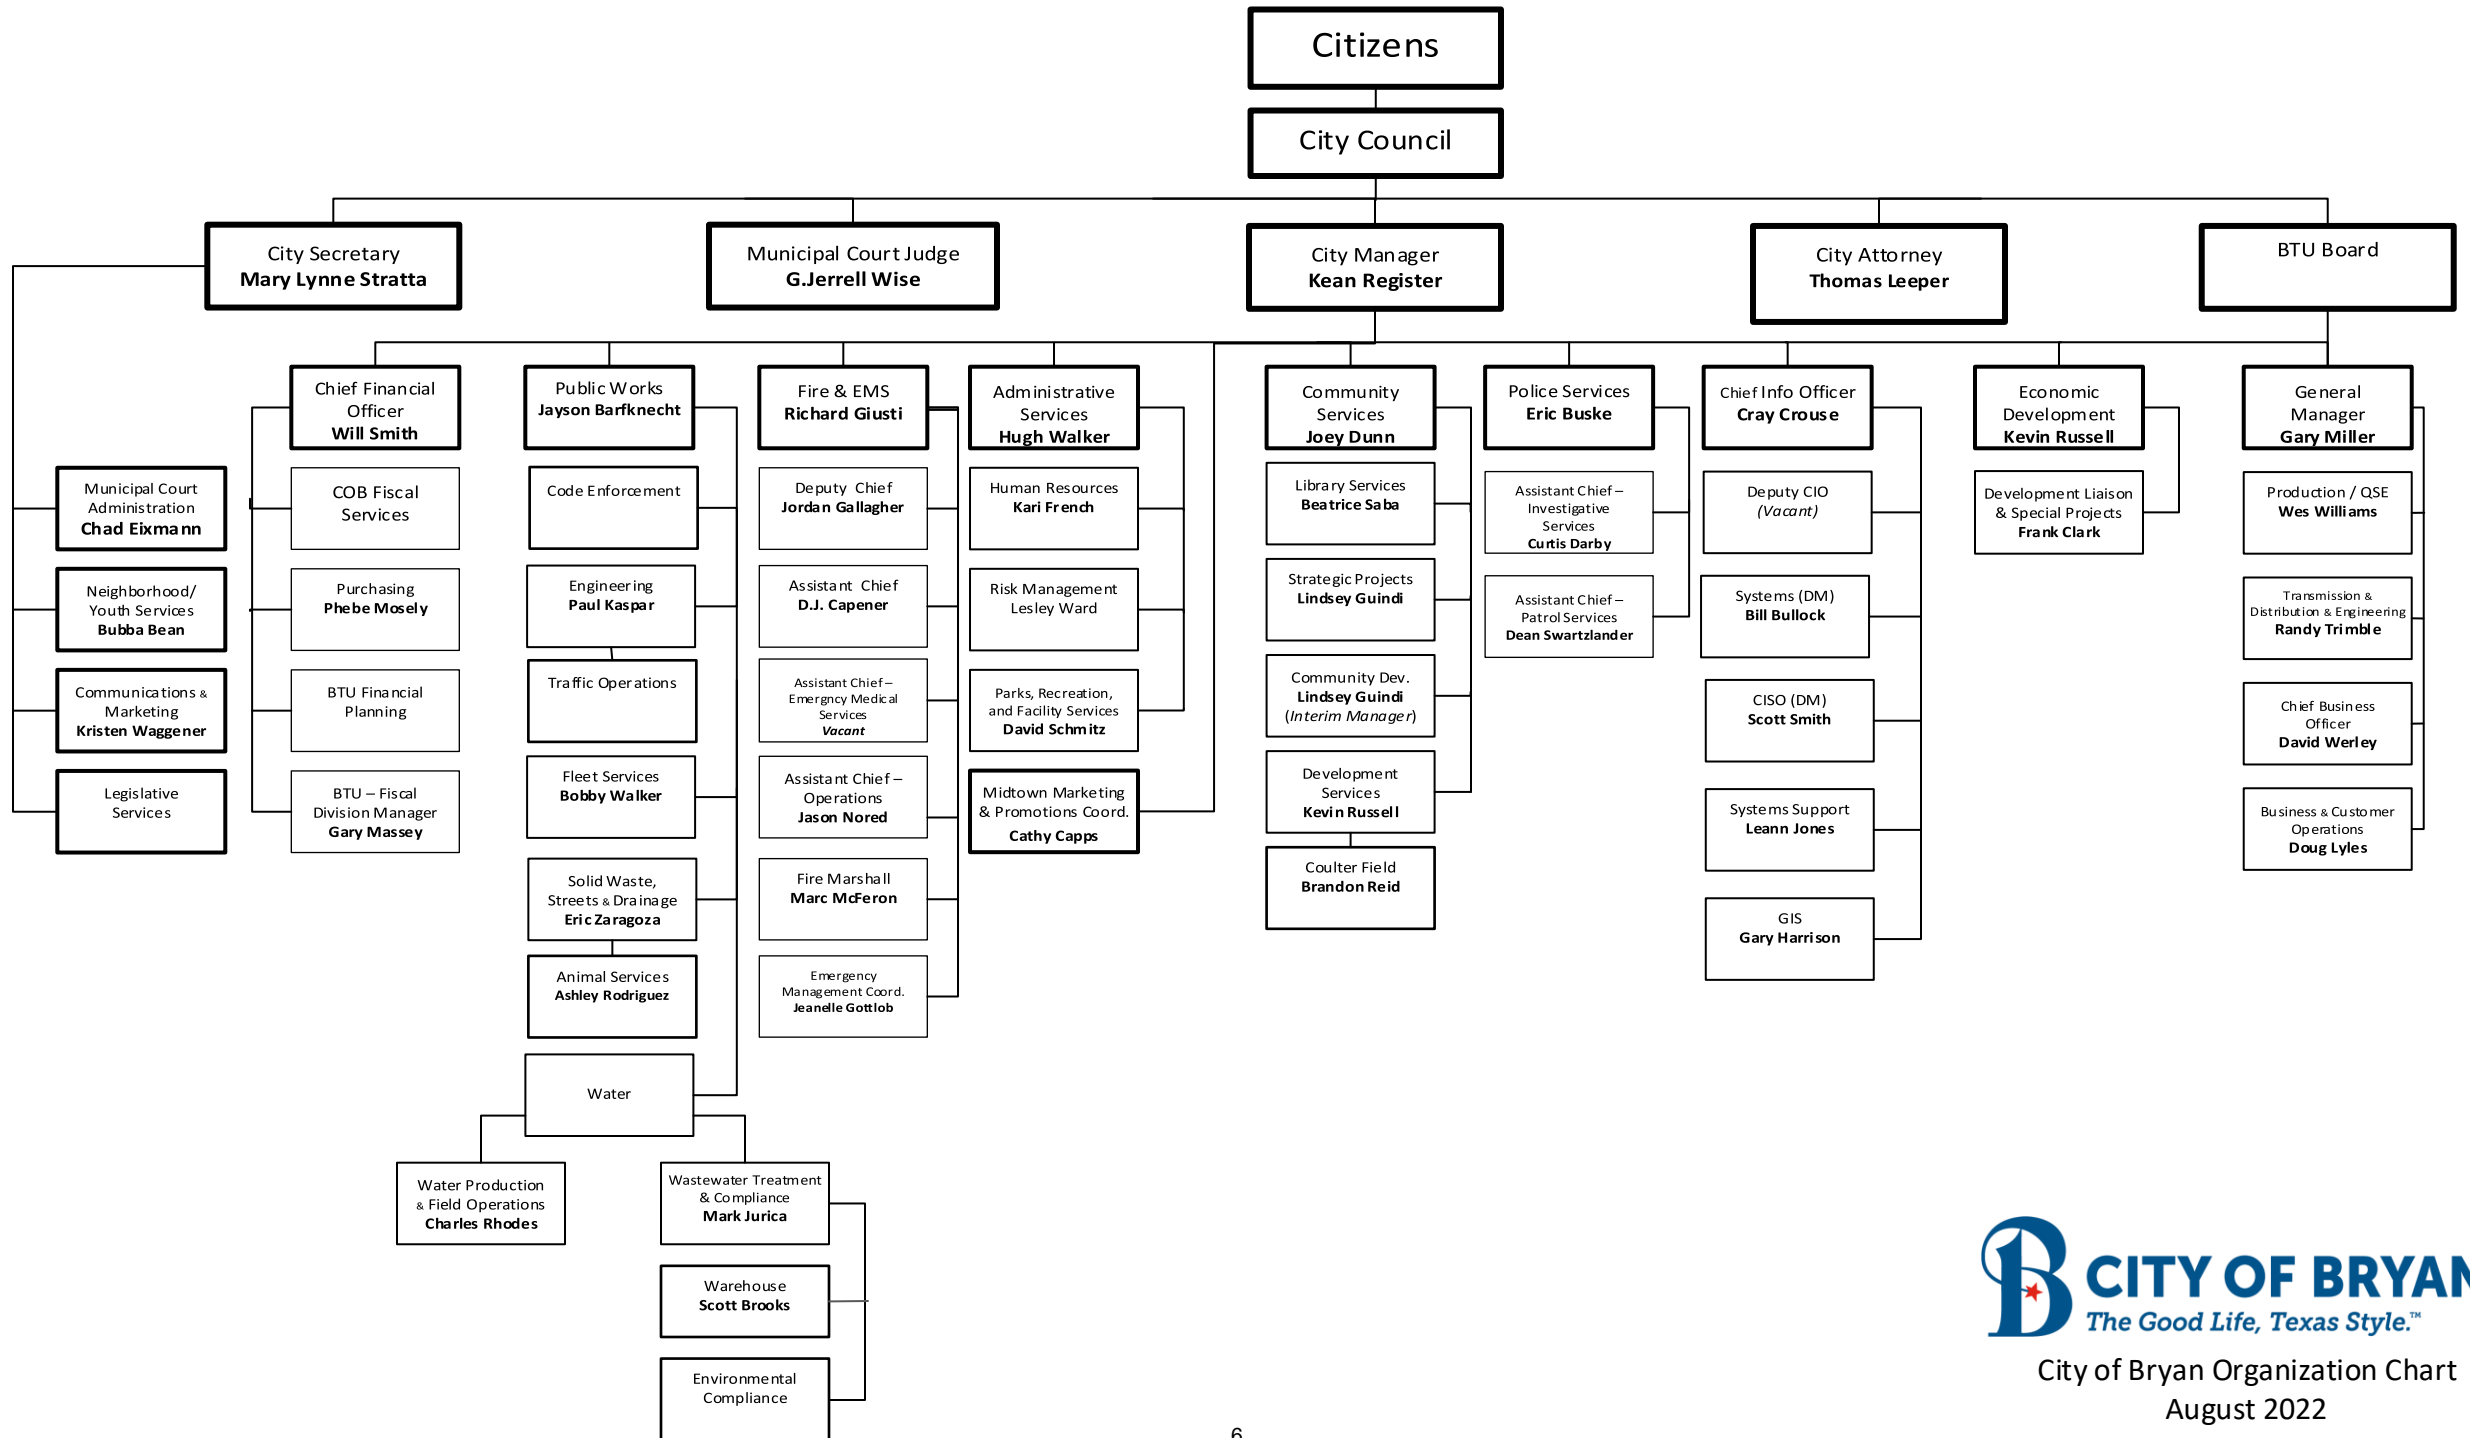 Citizens
City Council
City Secretary
Mary Lynne Stratta
Municipal Court Judge
G.Jerrell Wise
City Manager
Kean Register
City Attorney
Thomas Leeper
BTU Board
Chief Financial
Officer
Will Smith
Public Works
Jayson Barfknecht
Fire & EMS
Richard Giusti
Administrative
Services
Hugh Walker
Community
Services
Joey Dunn
Police Services
Eric Buske
Chief Info Officer
Cray Crouse
Economic
Development
Kevin Russell
General
Manager
Gary Miller
Municipal Court
Administration
Chad Eixmann
Neighborhood/
Youth Services
Bubba Bean
Communications &
Marketing
Kristen Waggener
Legislative
Services
COB Fiscal
Services
Purchasing
Phebe Mosely
BTU Financial
Planning
BTU – Fiscal
Division Manager
Gary Massey
Code Enforcement
Engineering
Paul Kaspar
Traffic Operations
Fleet Services
Bobby Walker
Solid Waste,
Streets & Drainage
Eric Zaragoza
Animal Services
Ashley Rodriguez
Water
Water Production
& Field Operations
Charles Rhodes
Wastewater Treatment
& Compliance
Mark Jurica
Warehouse
Scott Brooks
Environmental
Compliance
Deputy Chief
Jordan Gallagher
Assistant Chief
D.J. Capener
Assistant Chief –
Emergncy Medical
Services
Vacant
Assistant Chief –
Operations
Jason Nored
Fire Marshall
Marc McFeron
Emergency
Management Coord.
Jeanelle Gottlob
Human Resources
Kari French
Risk Management
Lesley Ward
Parks, Recreation,
and Facility Services
David Schmitz
Midtown Marketing
& Promotions Coord.
Cathy Capps
Library Services
Beatrice Saba
Strategic Projects
Lindsey Guindi
Community Dev.
Lindsey Guindi
(Interim Manager)
Development
Services
Kevin Russell
Coulter Field
Brandon Reid
Assistant Chief –
Investigative
Services
Curtis Darby
Assistant Chief –
Patrol Services
Dean Swartzlander
Deputy CIO
(Vacant)
Systems (DM)
Bill Bullock
CISO (DM)
Scott Smith
Systems Support
Leann Jones
GIS
Gary Harrison
Development Liaison
& Special Projects
Frank Clark
Production / QSE
Wes Williams
Transmission &
Distribution & Engineering
Randy Trimble
Chief Business
Officer
David Werley
Business & Customer
Operations
Doug Lyles
B
CITY OF BRYAN
The Good Life, Texas Style.™
City of Bryan Organization Chart
August 2022
6